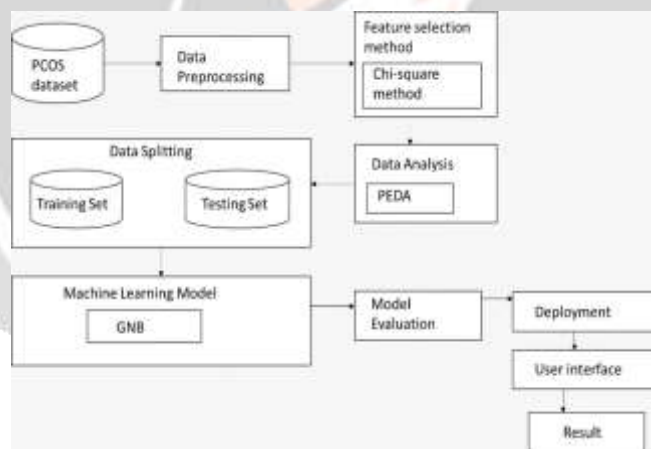 PCOS
dataset
Data
Preprocessing
Feature selection
method
Chi-square
method
Data Splitting
Training Set
Testing Set
Data Analysis
PEDA
Machine Learning Model
GNB
Model
Evaluation
Deployment
User interface
Result